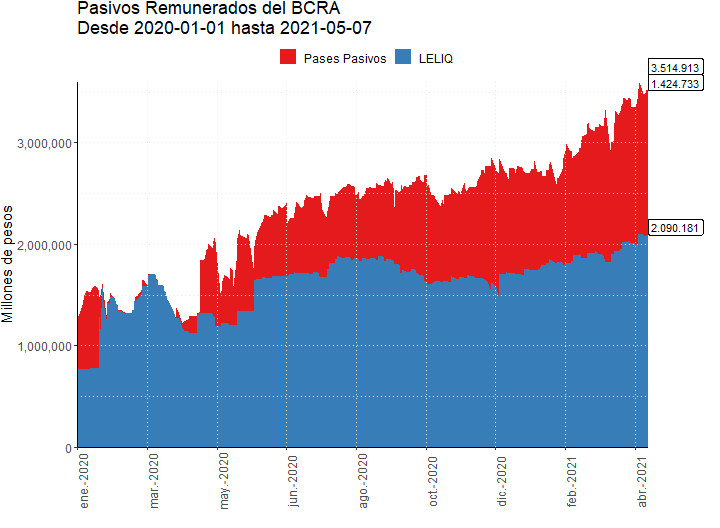 Pasivos Remunerados del BCRA
Desde 2020-01-01 hasta 2021-05-07
Pases Pasivos
LELIQ
3.514.913
1.424.733
2.090.181
Millones de pesos
3,000,000
2,000,000
1,000,000
0
ene.-2020
mar.-2020
may.-2020
jun.-2020
ago.-2020
oct.-2020
dic.-2020
feb.-2021
abr.-2021